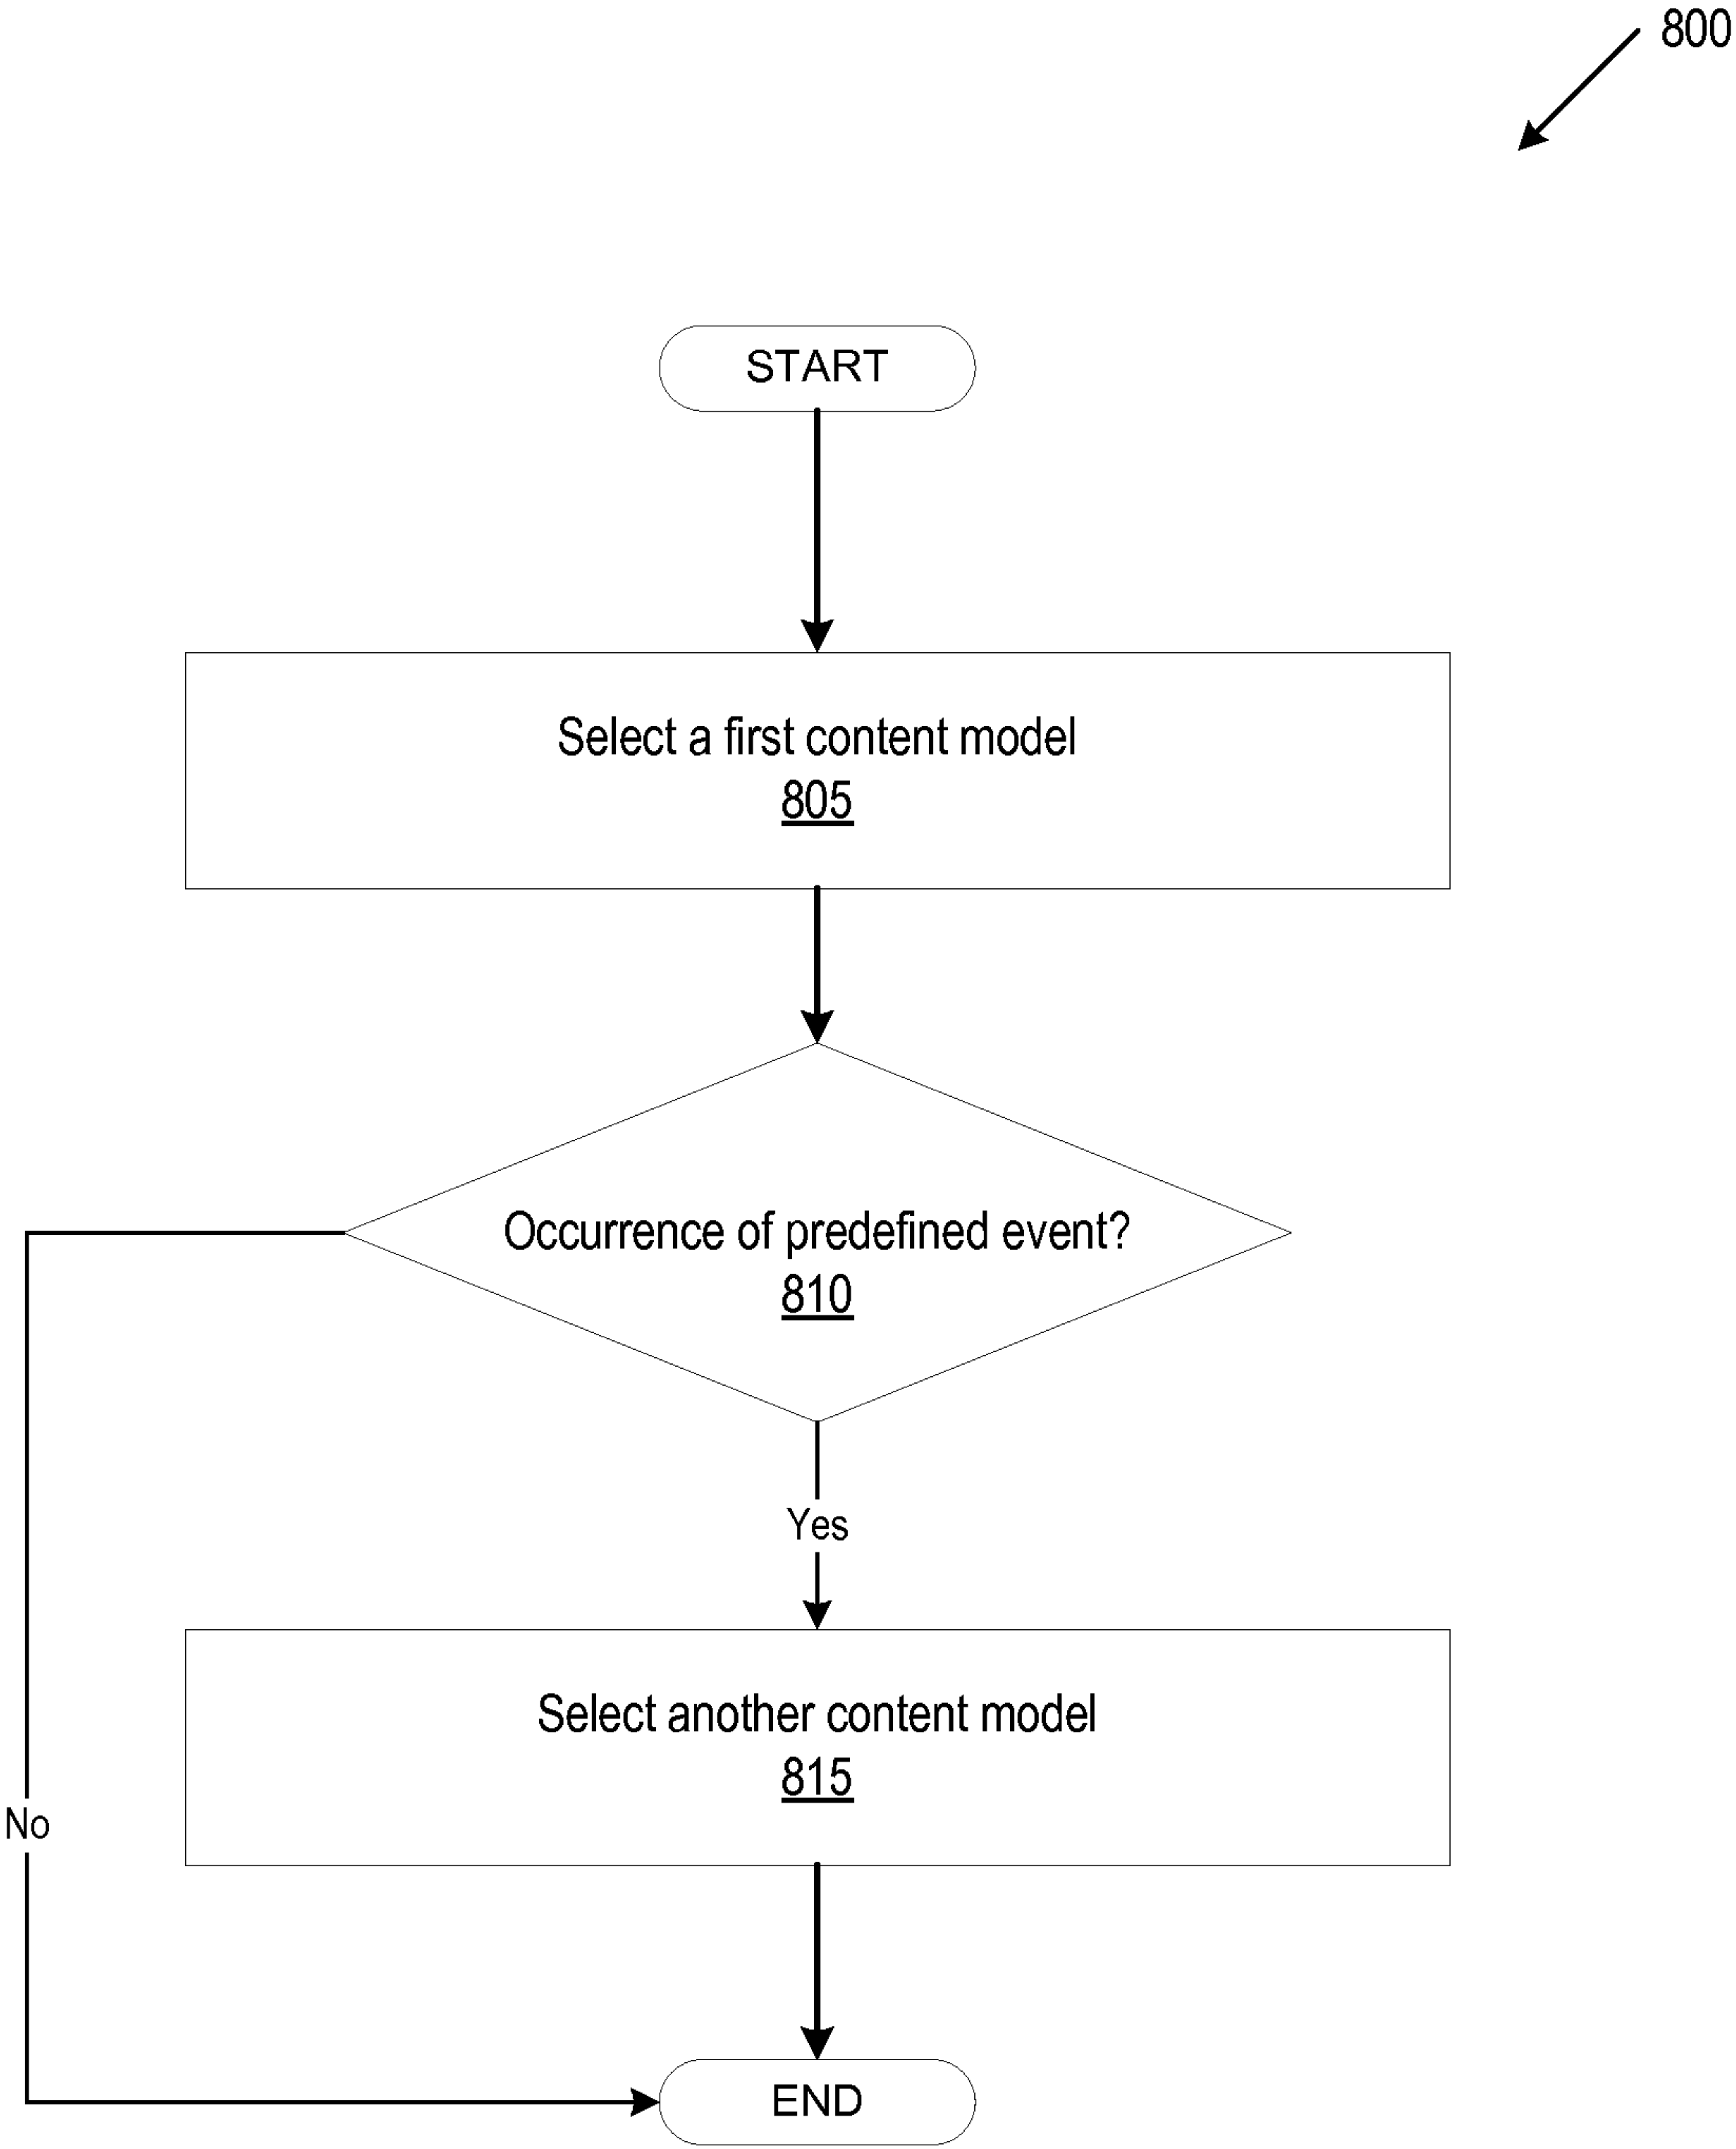 800
START
Select a first content model
805
Occurrence of predefined event?
810
Yes
Select another content model
815
No
END